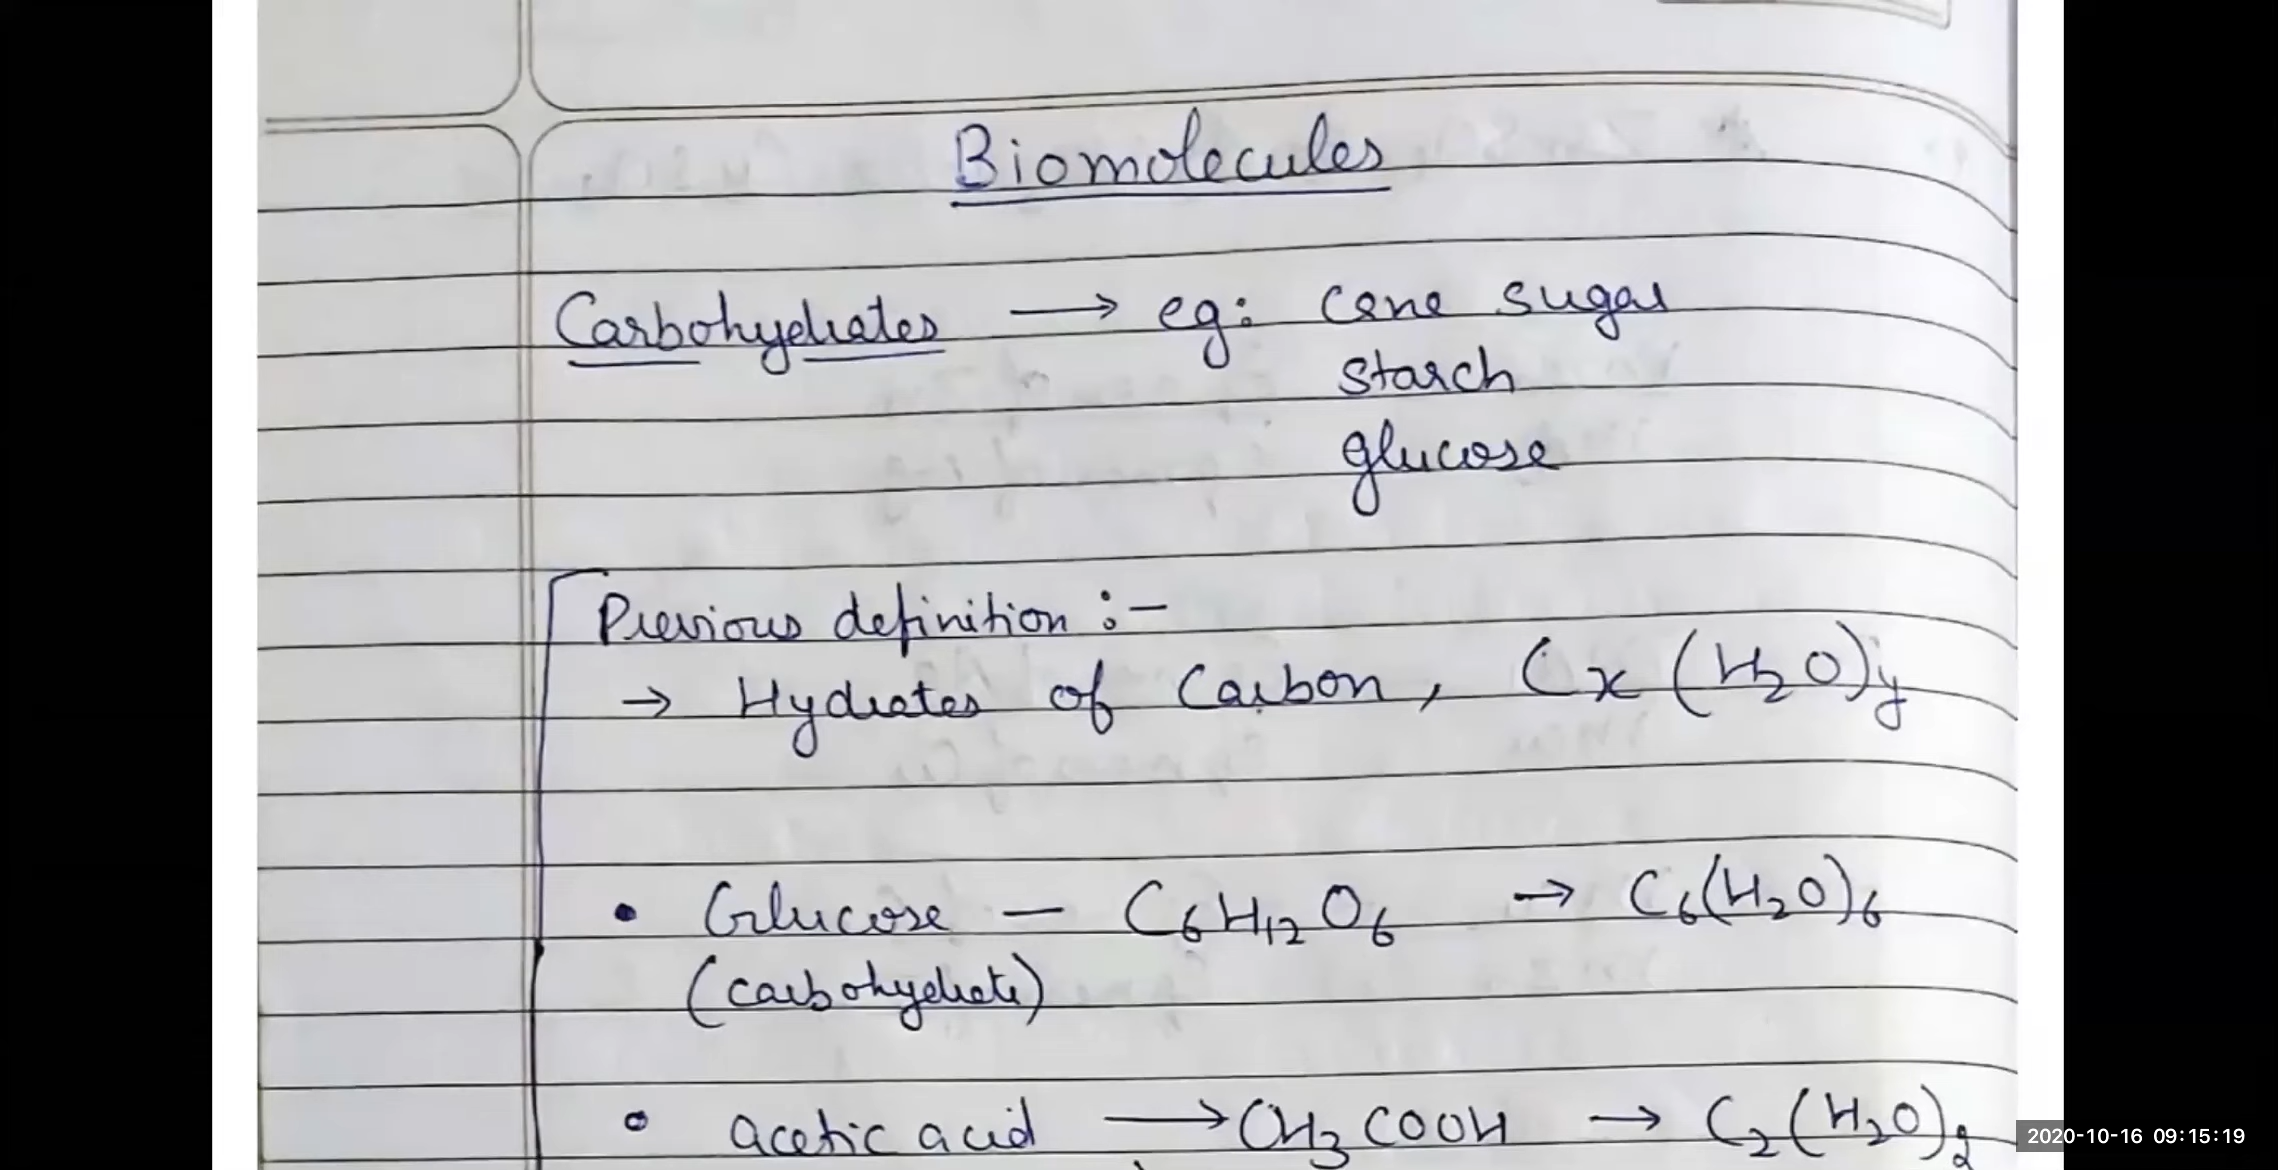 Biomolecules
Carbohydrates → eg: cane sugar
starch
glucose
Previous definition :-
→ Hydrates of Carbon, Cx (H2O)y
• Glucose — C6H12O6 → C6(H2O)6
(carbohydrate)
• acetic acid → CH3COOH → C2(H2O)2
2020-10-16 09:15:19